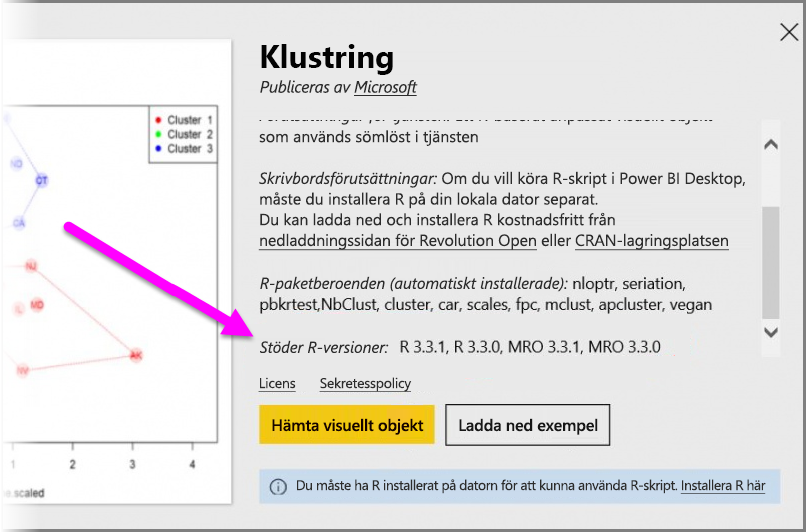 Klustring
Publiceras av Microsoft
som används sömlöst i tjänsten
Skrivbordsförutsättningar: Om du vill köra R-skript i Power BI Desktop,
måste du installera R på din lokala dator separat.
Du kan ladda ned och installera R kostnadsfritt från
nedladdningssidan för Revolution Open eller CRAN-lagringsplatsen
R-paketberoenden (automatiskt installerade): nloptr, seriation,
pbkrtest,NbClust, cluster, car, scales, fpc, mclust, apcluster, vegan
Stöder R-versioner: R 3.3.1, R 3.3.0, MRO 3.3.1, MRO 3.3.0
Licens Sekretesspolicy
Hämta visuellt objekt Ladda ned exempel
Du måste ha R installerat på datorn för att kunna använda R-skript. Installera R här
Cluster 1
Cluster 2
Cluster 3
ND
CT
CA
NJ
MD
NV
AK
1 2 3 4